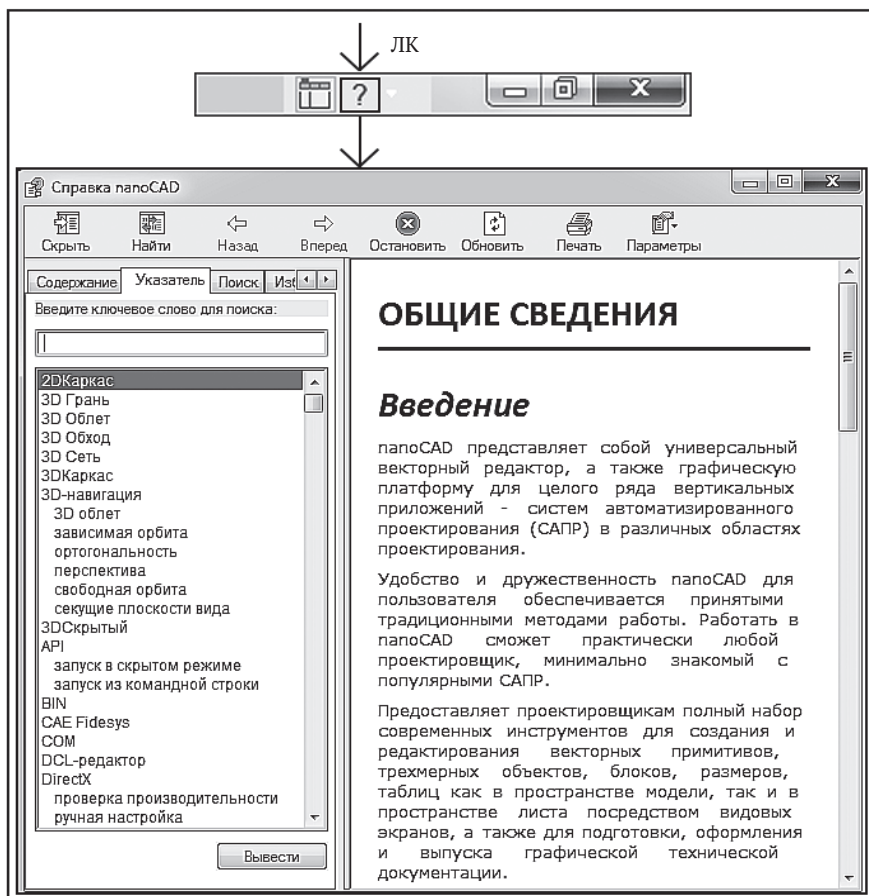 ЛК
?
Справка nanoCAD
Скрыть Найти Назад Вперед Остановить Обновить Печать Параметры
Содержание Указатель Поиск
Введите ключевое слово для поиска:
2DКаркас
3D Грань
3D Облет
3D Обход
3D Сеть
3DКаркас
3D-навигация
3D облет
зависимая орбита
ортогональность
перспектива
свободная орбита
секущие плоскости вида
3DСкрытый
API
запуск в скрытом режиме
запуск из командной строки
BIN
CAE Fidesys
COM
DCL-редактор
DirectX
проверка производительности
ручная настройка
Вывести
ОБЩИЕ СВЕДЕНИЯ
Введение
nanoCAD представляет собой универсальный
векторный редактор, а также графическую
платформу для целого ряда вертикальных
приложений - систем автоматизированного
проектирования (САПР) в различных областях
проектирования.
Удобство и дружественность nanoCAD для
пользователя обеспечивается принятыми
традиционными методами работы. Работать в
nanoCAD сможет практически любой
проектировщик, минимально знакомый с
популярными САПР.
Предоставляет проектировщикам полный набор
современных инструментов для создания и
редактирования векторных примитивов,
трехмерных объектов, блоков, размеров,
таблиц как в пространстве модели, так и в
пространстве листа посредством видовых
экранов, а также для подготовки, оформления
и выпуска графической технической
документации.